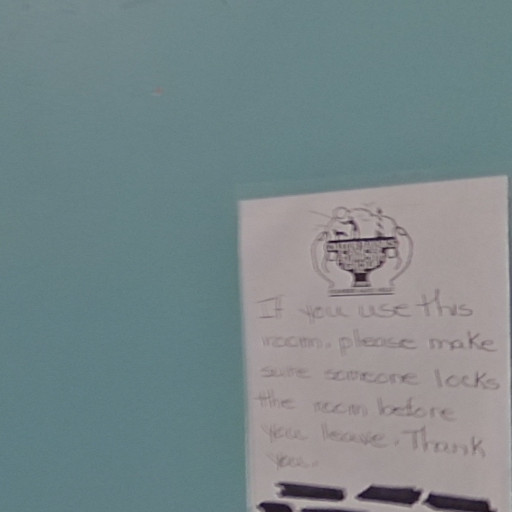 If you use this
room, please make
sure someone locks
the room before
you leave. Thank
you.